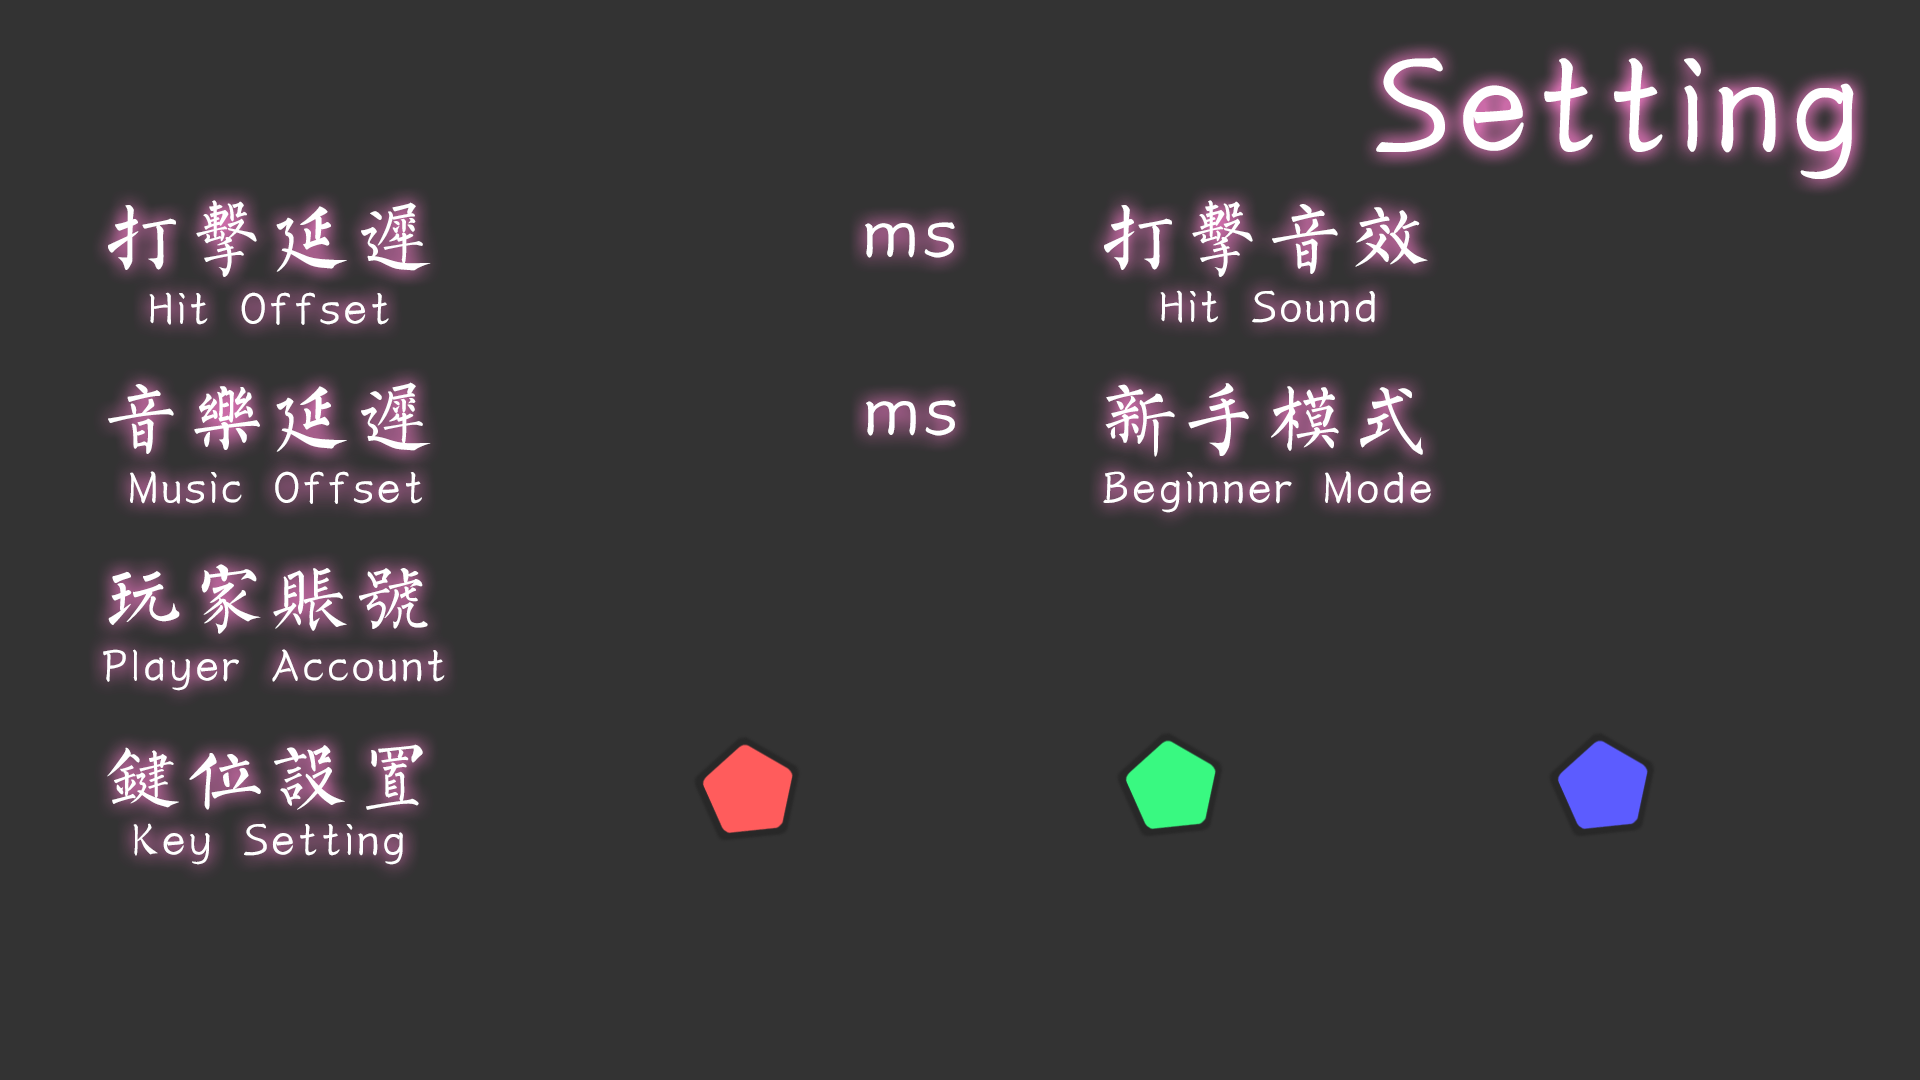 Setting
打擊延遲 ms 打擊音效
Hit Offset Hit Sound
音樂延遲 ms 新手模式
Music Offset Beginner Mode
玩家賬號
Player Account
鍵位設置
Key Setting